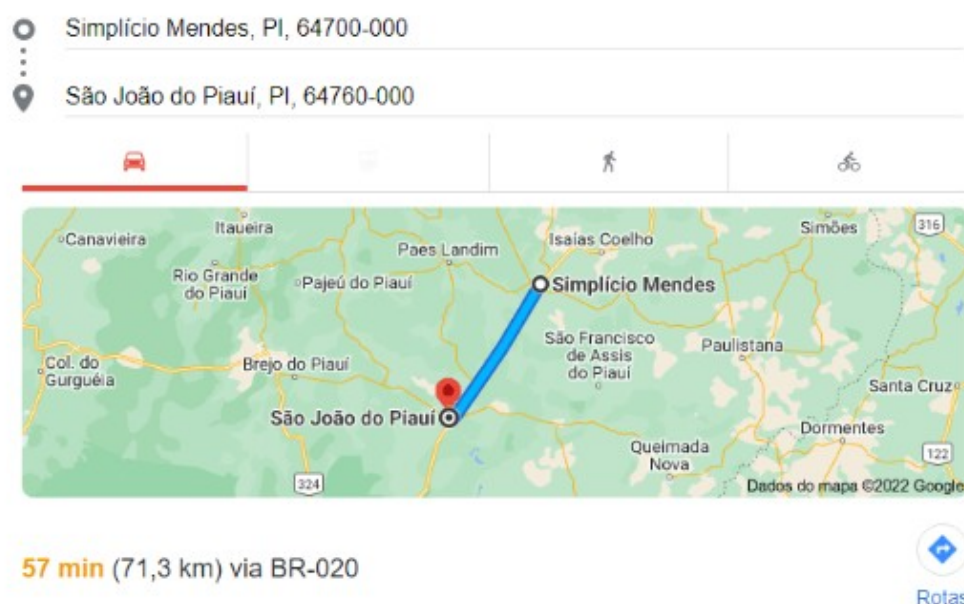 Simplício Mendes, PI, 64700-000
São João do Piauí, PI, 64760-000
Canavieira
Itaueira
Paes Landim
Isaías Coelho
Simões
316
Rio Grande
do Piauí
Pajeú do Piauí
Simplício Mendes
São Francisco
de Assis
do Piauí
Paulistana
Col. do
Gurguéia
Brejo do Piauí
Santa Cruz
São João do Piauí
Dormentes
Queimada
Nova
122
324
Dados do mapa ©2022 Google
57 min (71,3 km) via BR-020
Rotas